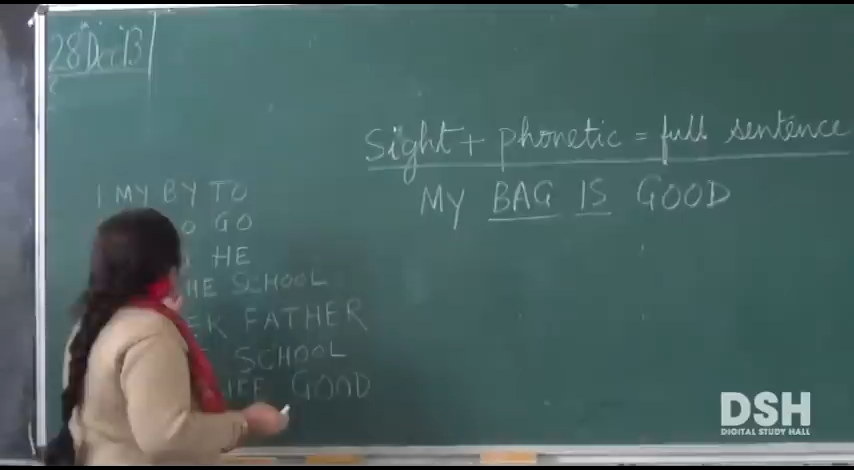 28 Dec 13
Sight + phonetic = full sentence
MY BAG IS GOOD
I MY BY TO
GO
HE
SCHOOL
FATHER
SCHOOL
GOOD
DSH
DIGITAL STUDY HALL